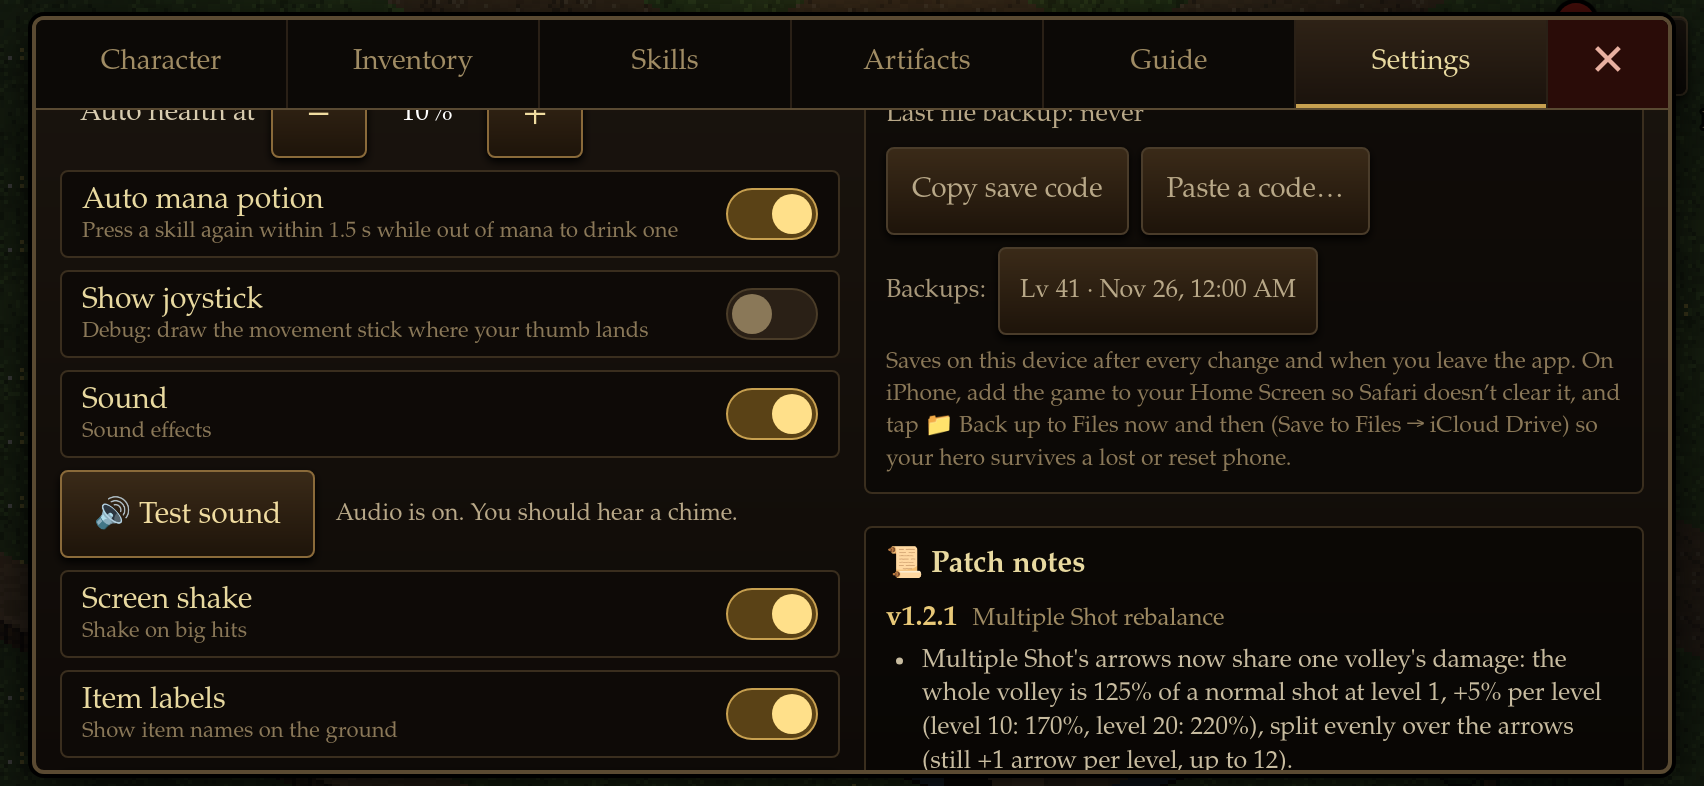 Character
Inventory
Skills
Artifacts
Guide
Settings
✕
Auto health at
−
10%
+
Auto mana potion
Press a skill again within 1.5 s while out of mana to drink one
Show joystick
Debug: draw the movement stick where your thumb lands
Sound
Sound effects
🔊 Test sound
Audio is on. You should hear a chime.
Screen shake
Shake on big hits
Item labels
Show item names on the ground
Last file backup: never
Copy save code
Paste a code…
Backups:
Lv 41 · Nov 26, 12:00 AM
Saves on this device after every change and when you leave the app. On
iPhone, add the game to your Home Screen so Safari doesn’t clear it, and
tap 📁 Back up to Files now and then (Save to Files → iCloud Drive) so
your hero survives a lost or reset phone.
📜 Patch notes
v1.2.1 Multiple Shot rebalance
• Multiple Shot's arrows now share one volley's damage: the
whole volley is 125% of a normal shot at level 1, +5% per level
(level 10: 170%, level 20: 220%), split evenly over the arrows
(still +1 arrow per level, up to 12).